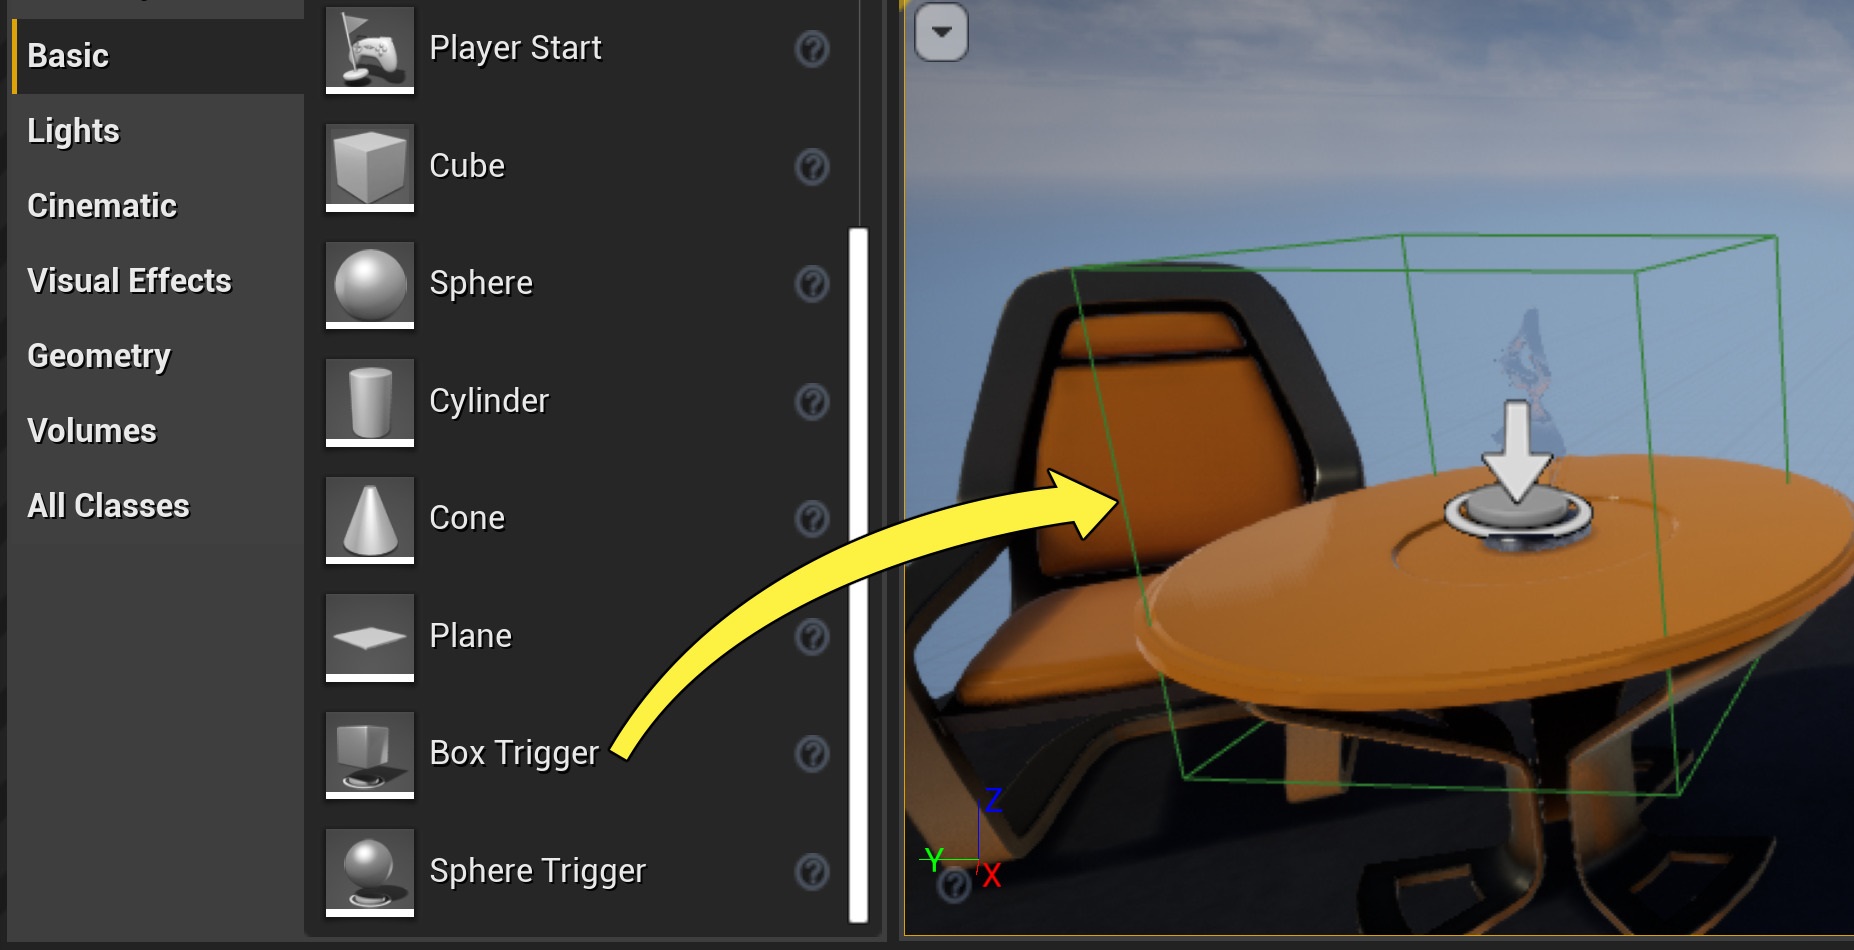 Basic
Lights
Cinematic
Visual Effects
Geometry
Volumes
All Classes
Player Start
Cube
Sphere
Cylinder
Cone
Plane
Box Trigger
Sphere Trigger
Z
Y
X